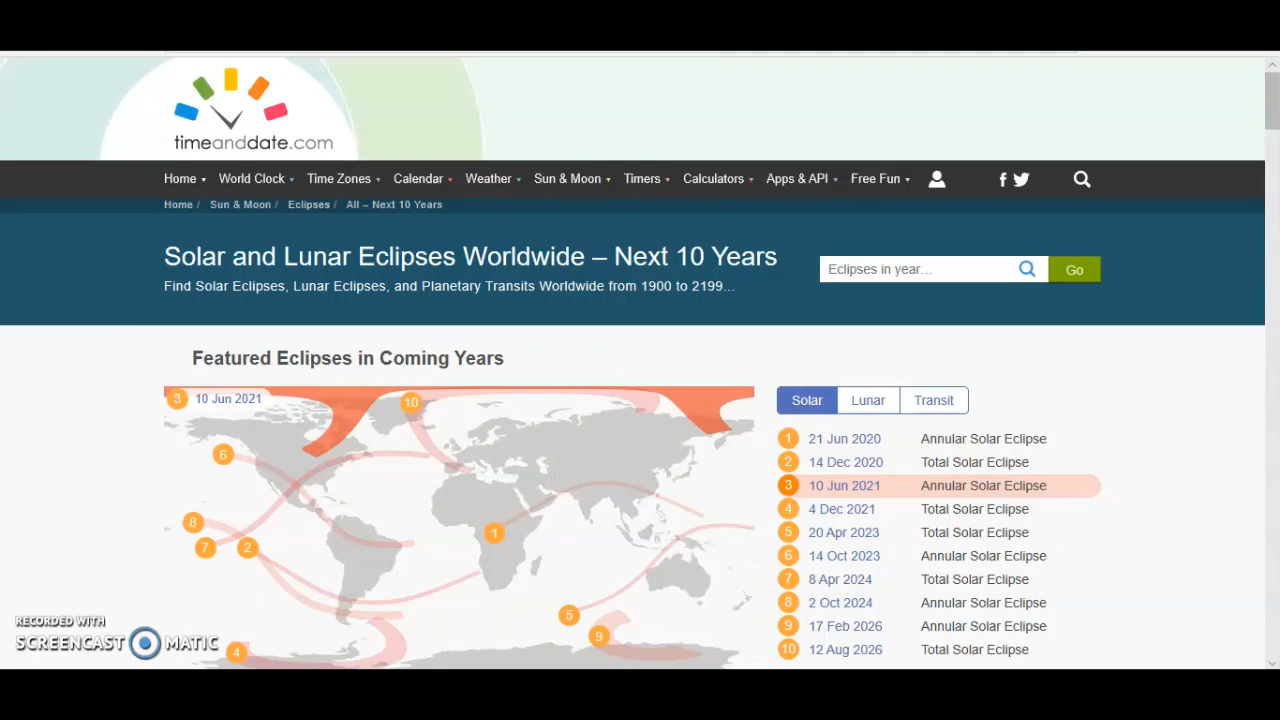 timeanddate.com
Home World Clock Time Zones Calendar Weather Sun & Moon Timers Calculators Apps & API Free Fun
Home / Sun & Moon / Eclipses / All – Next 10 Years
Solar and Lunar Eclipses Worldwide – Next 10 Years
Find Solar Eclipses, Lunar Eclipses, and Planetary Transits Worldwide from 1900 to 2199...
Eclipses in year... Go
Featured Eclipses in Coming Years
3 10 Jun 2021
10
6
8
7
2
1
5
9
4
Solar Lunar Transit
1 21 Jun 2020 Annular Solar Eclipse
2 14 Dec 2020 Total Solar Eclipse
3 10 Jun 2021 Annular Solar Eclipse
4 4 Dec 2021 Total Solar Eclipse
5 20 Apr 2023 Total Solar Eclipse
6 14 Oct 2023 Annular Solar Eclipse
7 8 Apr 2024 Total Solar Eclipse
8 2 Oct 2024 Annular Solar Eclipse
9 17 Feb 2026 Annular Solar Eclipse
10 12 Aug 2026 Total Solar Eclipse
RECORDED WITH
SCREENCAST MATIC